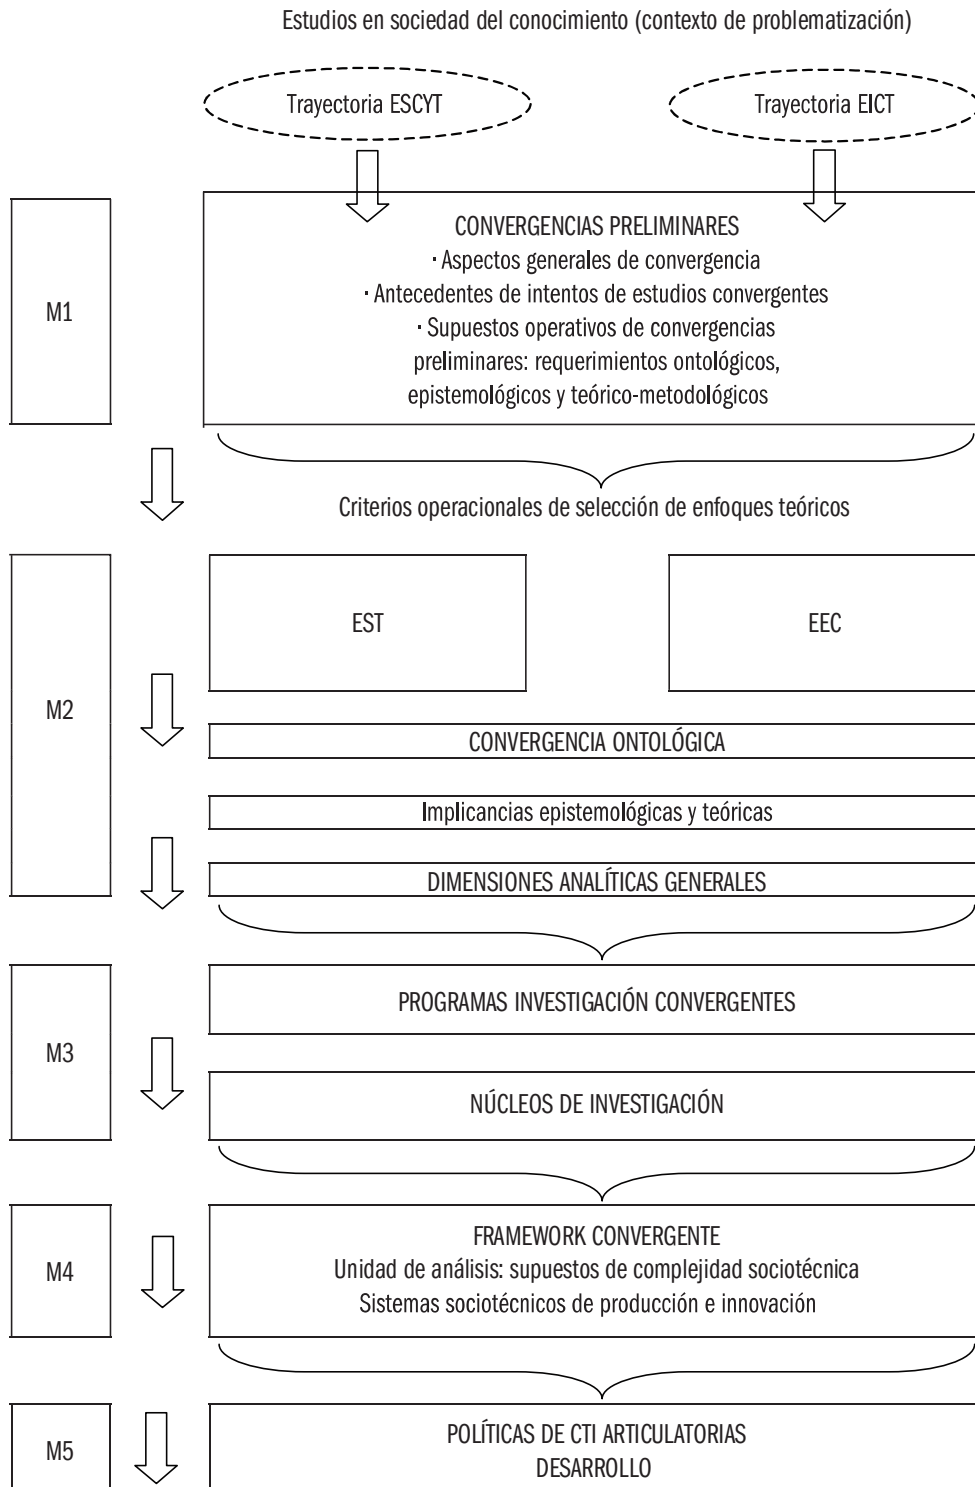 Estudios en sociedad del conocimiento (contexto de problematización)
Trayectoria ESCYT
Trayectoria EICT
M1
CONVERGENCIAS PRELIMINARES
· Aspectos generales de convergencia
· Antecedentes de intentos de estudios convergentes
· Supuestos operativos de convergencias
preliminares: requerimientos ontológicos,
epistemológicos y teórico-metodológicos
Criterios operacionales de selección de enfoques teóricos
M2
EST
EEC
CONVERGENCIA ONTOLÓGICA
Implicancias epistemológicas y teóricas
DIMENSIONES ANALÍTICAS GENERALES
M3
PROGRAMAS INVESTIGACIÓN CONVERGENTES
NÚCLEOS DE INVESTIGACIÓN
M4
FRAMEWORK CONVERGENTE
Unidad de análisis: supuestos de complejidad sociotécnica
Sistemas sociotécnicos de producción e innovación
M5
POLÍTICAS DE CTI ARTICULATORIAS
DESARROLLO